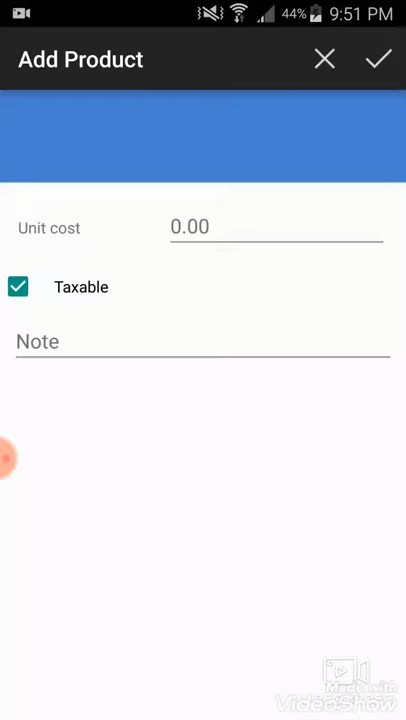 44% 9:51 PM
Add Product
Unit cost 0.00
Taxable
Note
Made with
VideoShow